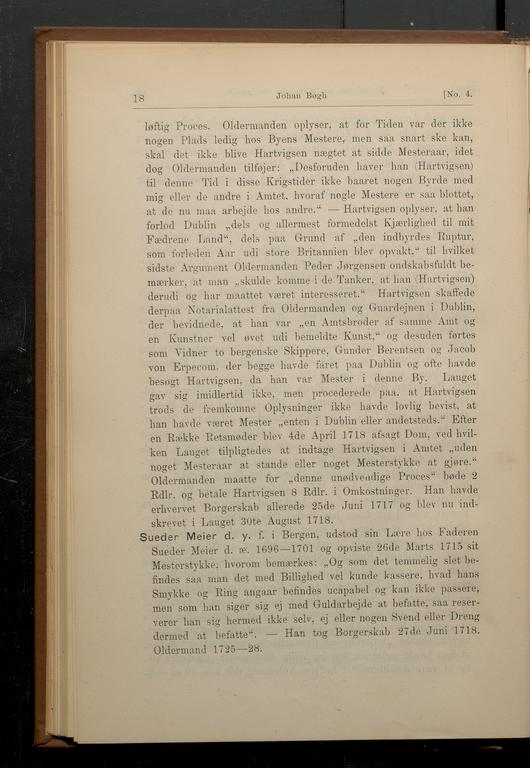 18 Johan Bøgh [No. 4.
løftig Proces. Oldermanden oplyser, at for Tiden var der ikke
nogen Plads ledig hos Byens Mestere, men saa snart ske kan,
skal det ikke blive Hartvigsen nægtet at sidde Mesteraar, idet
dog Oldermanden tilføjer: „Desforuden haver han (Hartvigsen)
til denne Tid i disse Krigstider ikke baaret nogen Byrde med
mig eller de andre i Amtet, hvoraf nogle Mestere er saa blottet,
at de nu maa arbejde hos andre.“ — Hartvigsen oplyser, at han
forlod Dublin „dels og allermest formedelst Kjærlighed til mit
Fædrene Land“, dels paa Grund af „den indbyrdes Ruptur,
som forleden Aar udi store Britannien blev opvakt,“ til hvilket
sidste Argument Oldermanden Peder Jørgensen ondskabsfuldt be-
mærker, at man „skulde komme i de Tanker, at han (Hartvigsen)
derudi og har maattet været interesseret.“ Hartvigsen skaffede
derpaa Notarialattest fra Oldermanden og Guardejnen i Dublin,
der bevidnede, at han var „en Amtsbroder af samme Amt og
en Kunstner vel øvet udi bemeldte Kunst,“ og desuden førtes
som Vidner to bergenske Skippere, Gunder Berentsen og Jacob
von Erpecom, der begge havde faret paa Dublin og ofte havde
besøgt Hartvigsen, da han var Mester i denne By. Lauget
gav sig imidlertid ikke, men procederede paa, at Hartvigsen
trods de fremkomne Oplysninger ikke havde lovlig bevist, at
han havde været Mester „enten i Dublin eller andetsteds.“ Efter
en Række Retsmøder blev 4de April 1718 afsagt Dom, ved hvil-
ken Lauget tilpligtedes at indtage Hartvigsen i Amtet „uden
noget Mesteraar at stande eller noget Mesterstykke at gjøre.“
Oldermanden maatte for „denne unødvendige Proces“ bøde 2
Rdlr. og betale Hartvigsen 8 Rdlr. i Omkostninger. Han havde
erhvervet Borgerskab allerede 25de Juni 1717 og blev nu ind-
skrevet i Lauget 30te August 1718.
Sueder Meier d. y. f. i Bergen, udstod sin Lære hos Faderen
Sueder Meier d. æ. 1696—1701 og opviste 26de Marts 1715 sit
Mesterstykke, hvorom bemærkes: „Og som det temmelig slet be-
findes saa man det med Billighed vel kunde kassere, hvad hans
Smykke og Ring angaar befindes ucapabel og kan ikke passere,
men som han siger sig ej med Guldarbejde at befatte, saa reser-
verer han sig hermed ikke selv, ej eller nogen Svend eller Dreng
dermed at befatte“. — Han tog Borgerskab 27de Juni 1718.
Oldermand 1725—28.